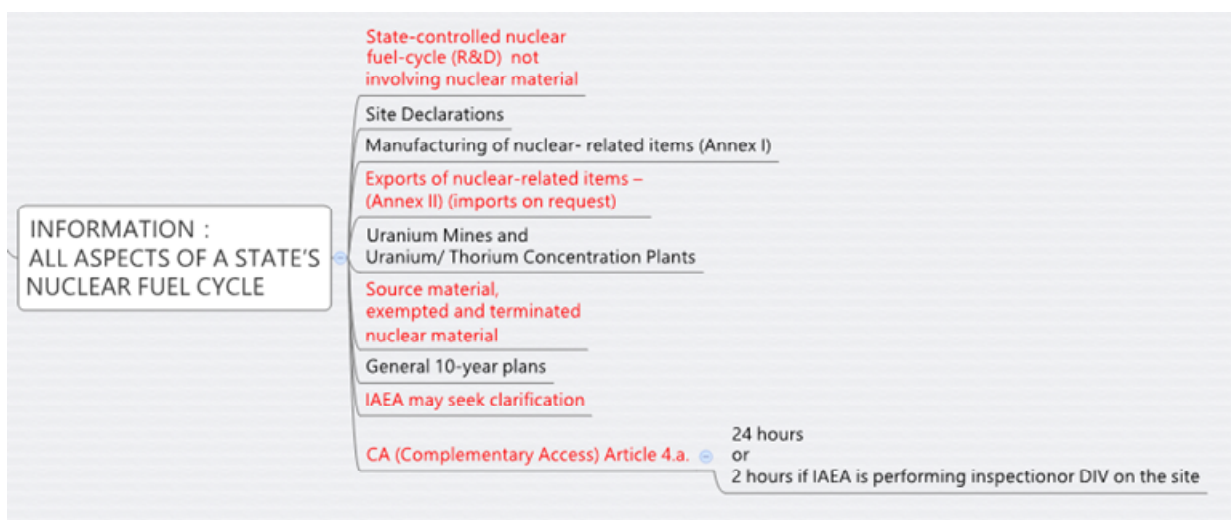 State-controlled nuclear
fuel-cycle (R&D) not
involving nuclear material
Site Declarations
Manufacturing of nuclear- related items (Annex I)
Exports of nuclear-related items –
(Annex II) (imports on request)
INFORMATION :
ALL ASPECTS OF A STATE'S
NUCLEAR FUEL CYCLE
Uranium Mines and
Uranium/ Thorium Concentration Plants
Source material,
exempted and terminated
nuclear material
General 10-year plans
IAEA may seek clarification
CA (Complementary Access) Article 4.a.
24 hours
or
2 hours if IAEA is performing inspectionor DIV on the site